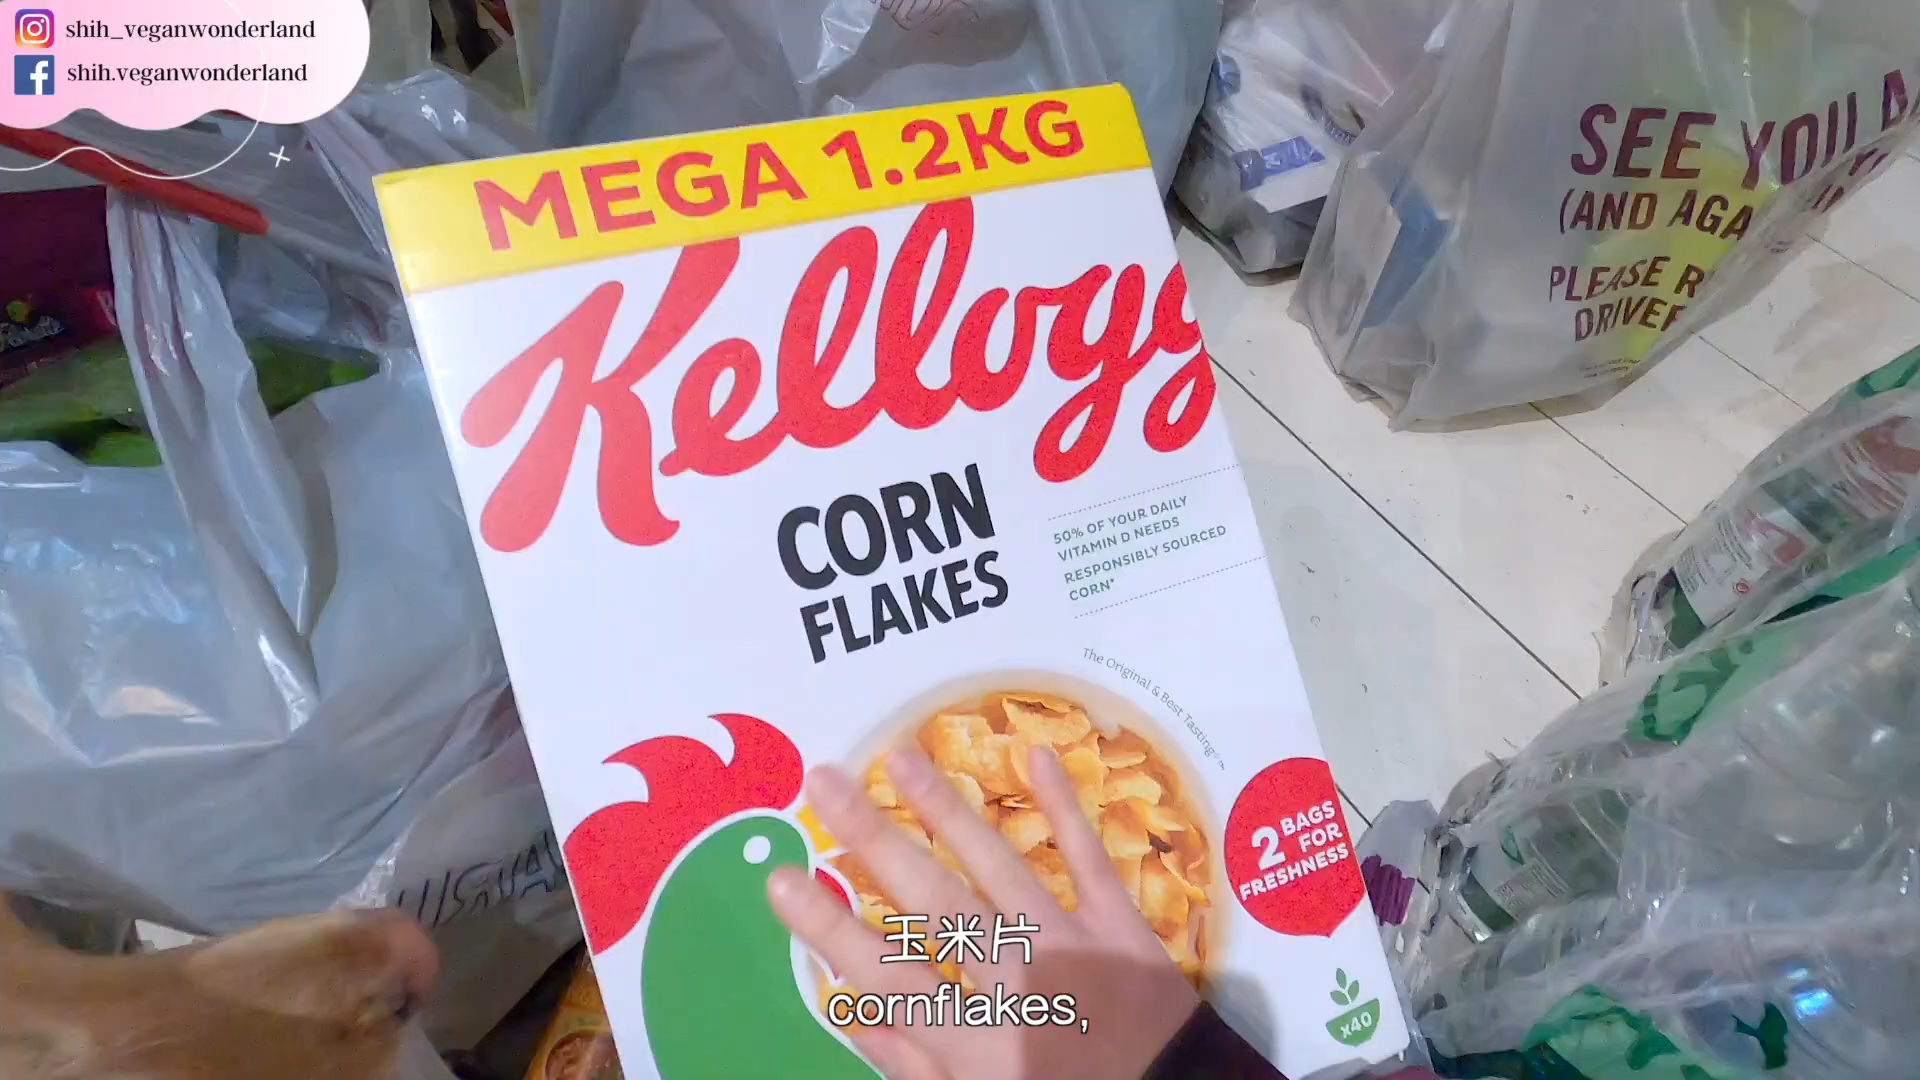 shih_veganwonderland
shih.veganwonderland
MEGA 1.2KG
Kellogg
CORN
FLAKES
50% OF YOUR DAILY
VITAMIN D NEEDS
RESPONSIBLY SOURCED
CORN*
The Original & Best Tasting
2 BAGS
FOR
FRESHNESS
x40
SEE YOU A
(AND AGA
PLEASE R
DRIVER
玉米片
cornflakes,